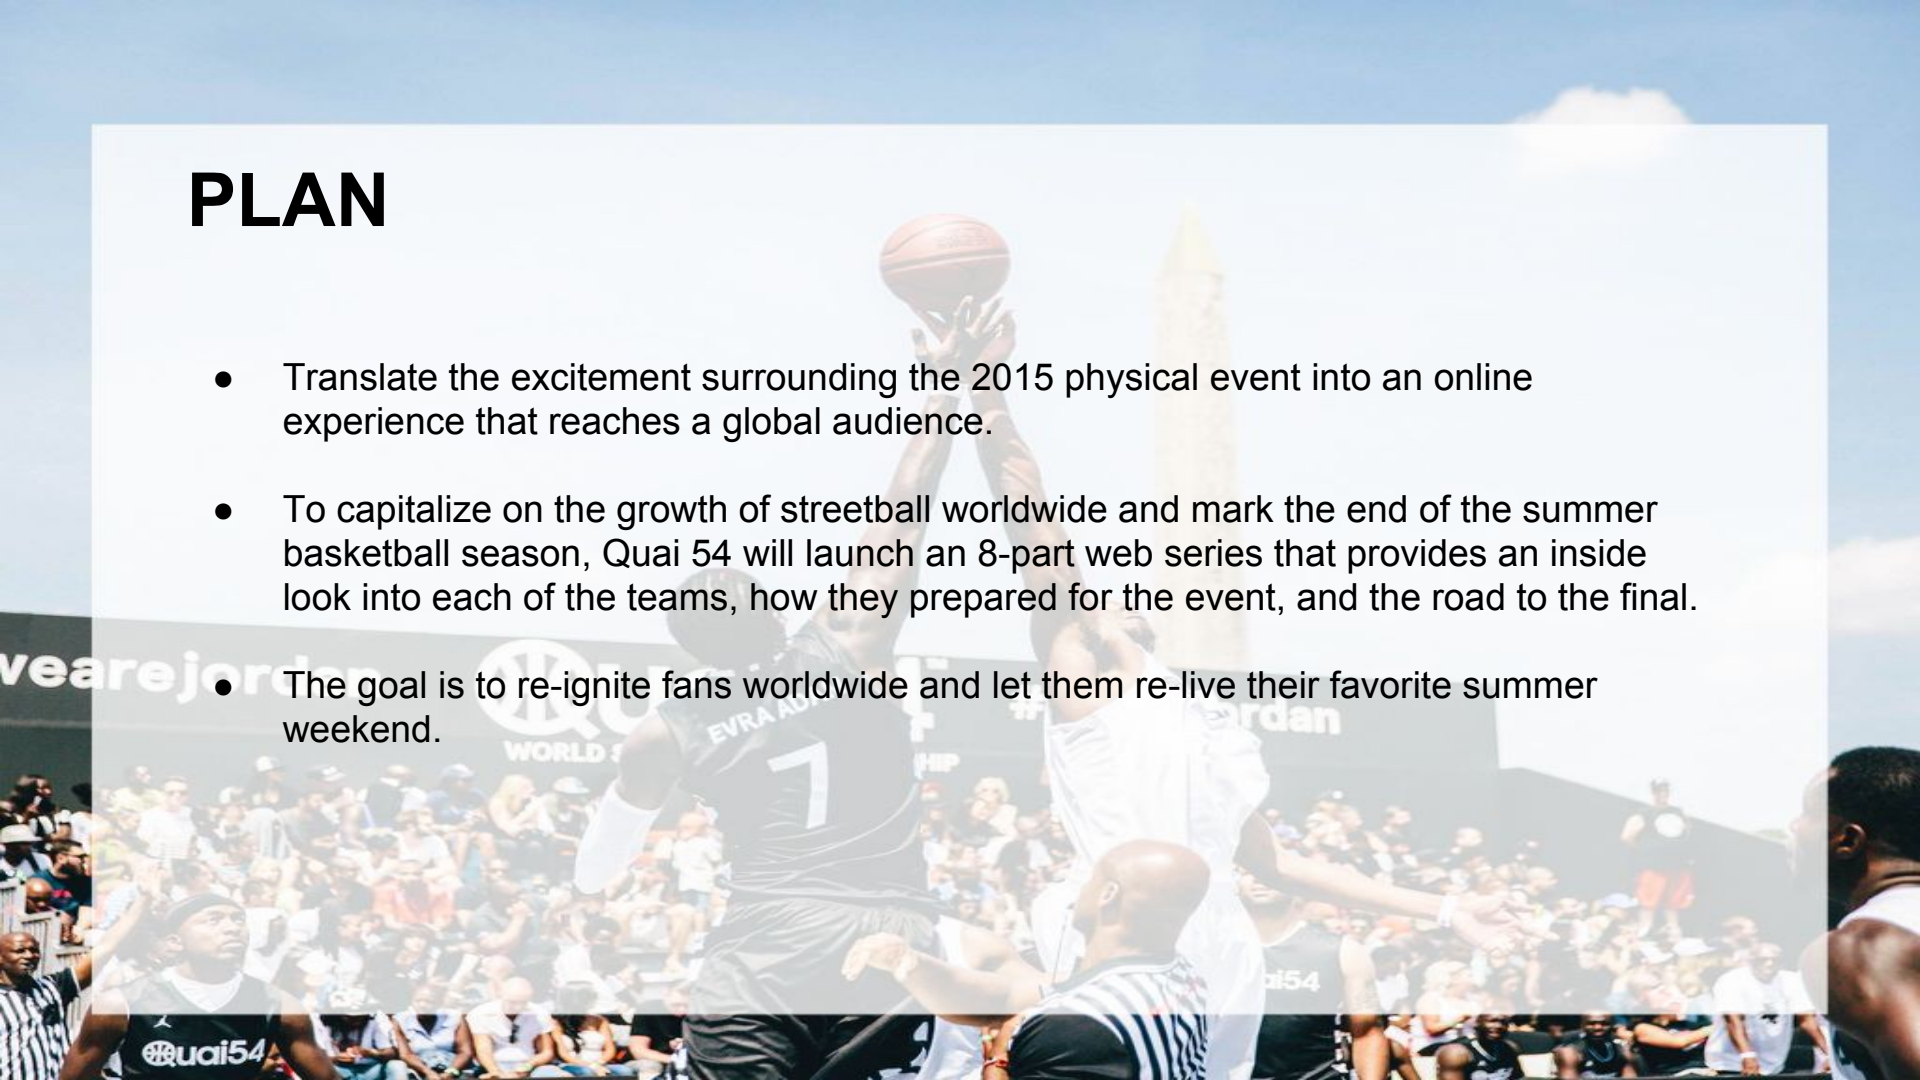 PLAN
● Translate the excitement surrounding the 2015 physical event into an online
experience that reaches a global audience.
● To capitalize on the growth of streetball worldwide and mark the end of the summer
basketball season, Quai 54 will launch an 8-part web series that provides an inside
look into each of the teams, how they prepared for the event, and the road to the final.
● The goal is to re-ignite fans worldwide and let them re-live their favorite summer
weekend.
wearejordan
WORLD
EVRA
7
Quai54